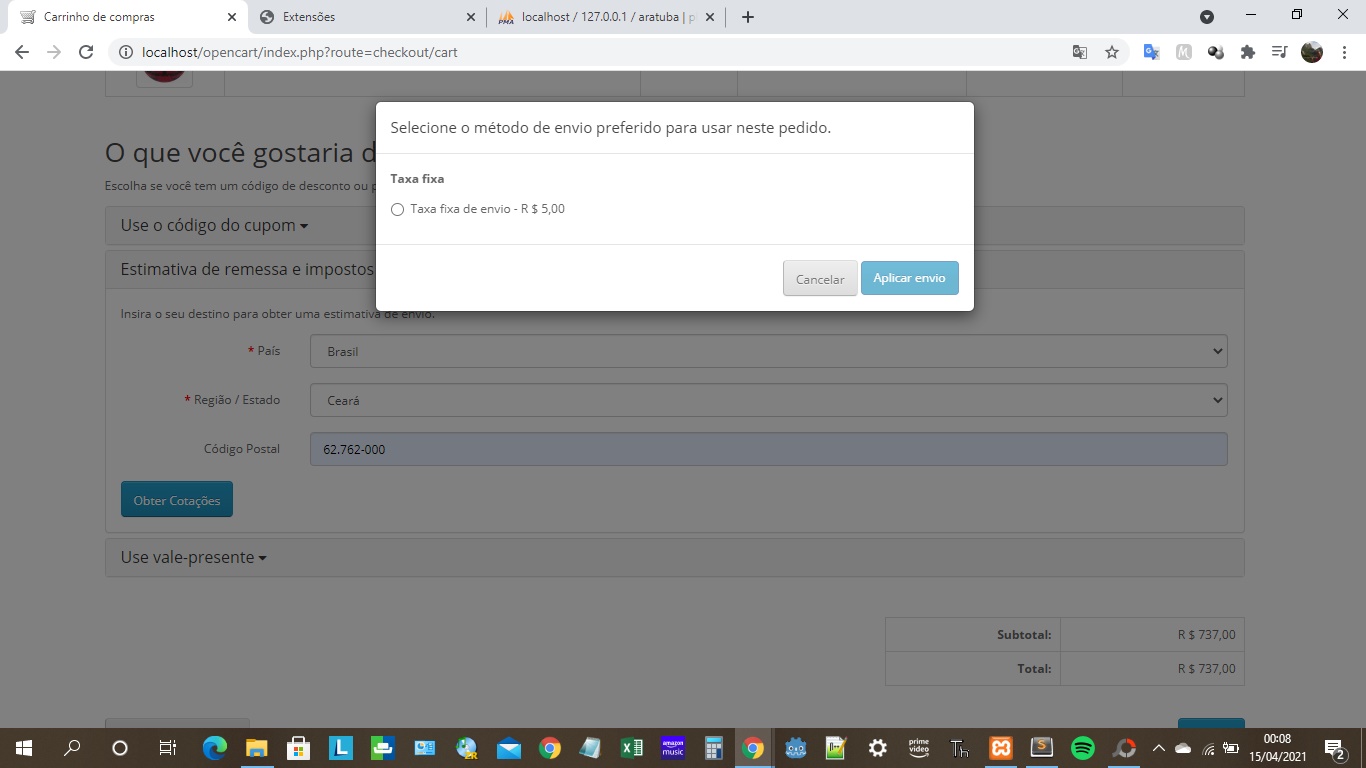 Carrinho de compras
Extensões
localhost / 127.0.0.1 / aratuba | p
localhost/opencart/index.php?route=checkout/cart
Selecione o método de envio preferido para usar neste pedido.
O que você gostaria d
Taxa fixa
Escolha se você tem um código de desconto ou p
Taxa fixa de envio - R $ 5,00
Use o código do cupom
Estimativa de remessa e impostos
Cancelar
Aplicar envio
Insira o seu destino para obter uma estimativa de envio.
* País
Brasil
* Região / Estado
Ceará
Código Postal
62.762-000
Obter Cotações
Use vale-presente
Subtotal:
R $ 737,00
Total:
R $ 737,00
L
amazon music
prime video
Th
S
00:08
15/04/2021
2